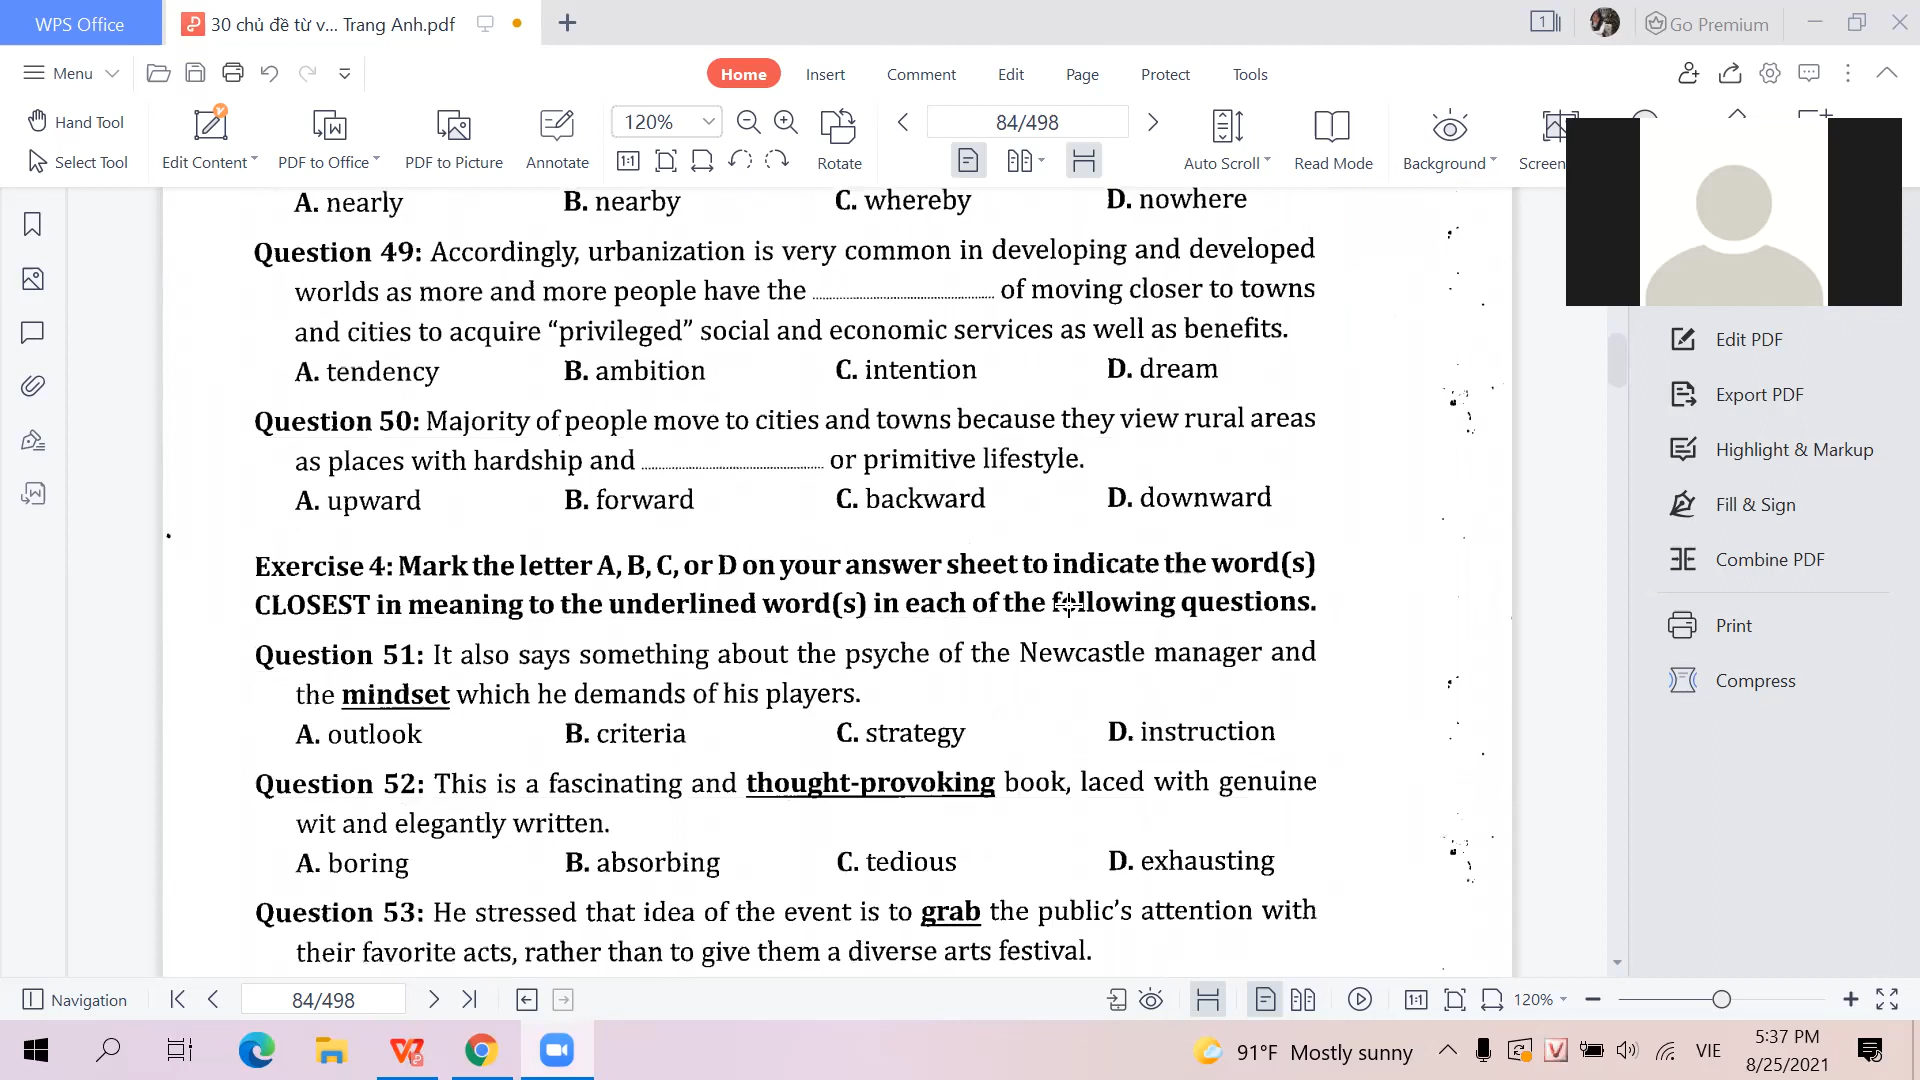 WPS Office
30 chủ đề từ v... Trang Anh.pdf
1
Go Premium
Menu
Home
Insert
Comment
Edit
Page
Protect
Tools
Hand Tool
Select Tool
Edit Content
PDF to Office
PDF to Picture
Annotate
120%
1:1
Rotate
84/498
Auto Scroll
Read Mode
Background
Screen
A. nearly B. nearby C. whereby D. nowhere
Question 49: Accordingly, urbanization is very common in developing and developed
worlds as more and more people have the .............................. of moving closer to towns
and cities to acquire “privileged” social and economic services as well as benefits.
A. tendency B. ambition C. intention D. dream
Question 50: Majority of people move to cities and towns because they view rural areas
as places with hardship and .............................. or primitive lifestyle.
A. upward B. forward C. backward D. downward
Exercise 4: Mark the letter A, B, C, or D on your answer sheet to indicate the word(s)
CLOSEST in meaning to the underlined word(s) in each of the following questions.
Question 51: It also says something about the psyche of the Newcastle manager and
the mindset which he demands of his players.
A. outlook B. criteria C. strategy D. instruction
Question 52: This is a fascinating and thought-provoking book, laced with genuine
wit and elegantly written.
A. boring B. absorbing C. tedious D. exhausting
Question 53: He stressed that idea of the event is to grab the public’s attention with
their favorite acts, rather than to give them a diverse arts festival.
Edit PDF
Export PDF
Highlight & Markup
Fill & Sign
Combine PDF
Print
Compress
Navigation
84/498
1:1
120%
91°F Mostly sunny
VIE
5:37 PM
8/25/2021